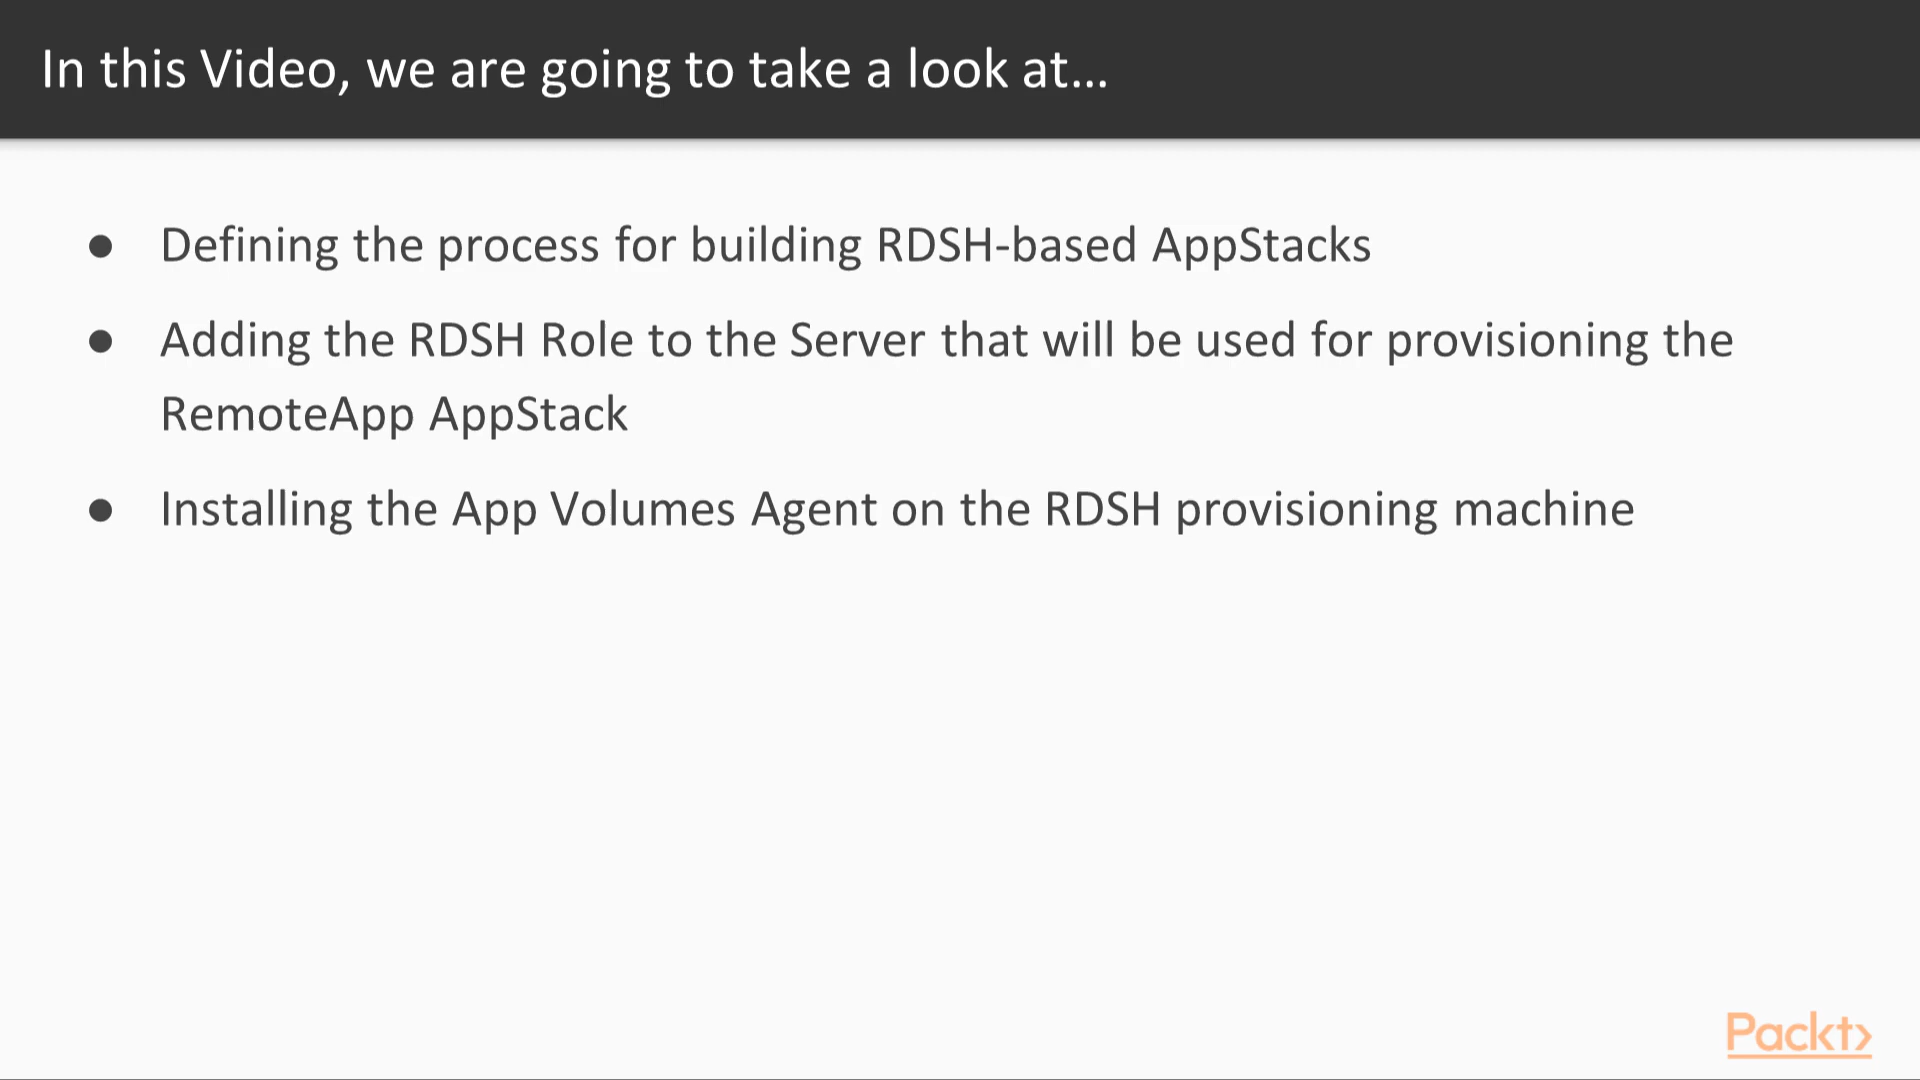 In this Video, we are going to take a look at...
● Defining the process for building RDSH-based AppStacks
● Adding the RDSH Role to the Server that will be used for provisioning the
RemoteApp AppStack
● Installing the App Volumes Agent on the RDSH provisioning machine
Packt>